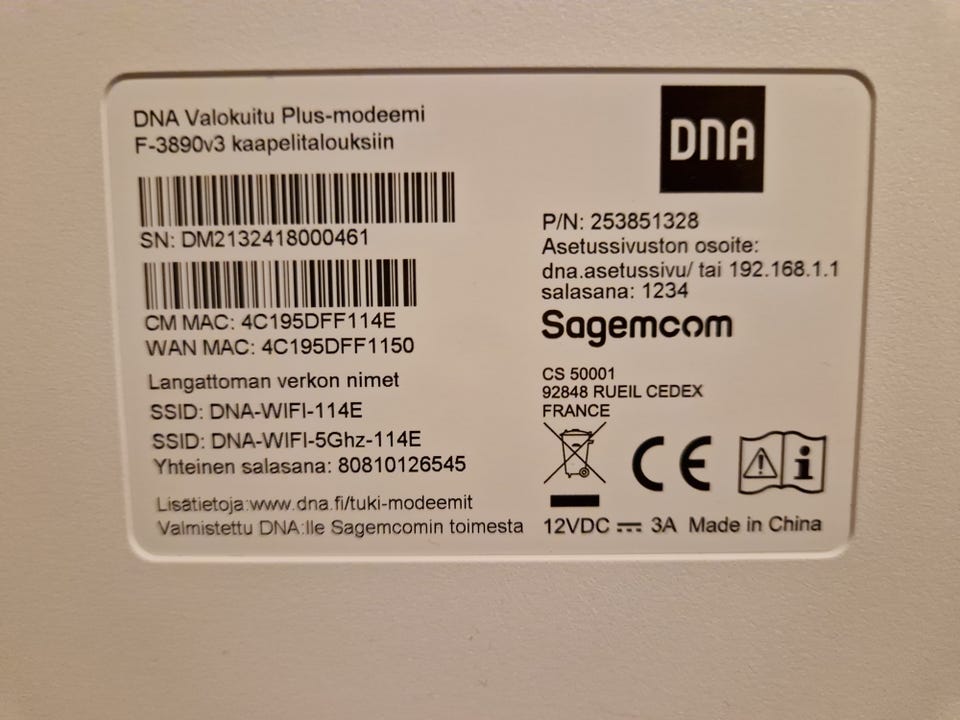 DNA Valokuitu Plus-modeemi
F-3890v3 kaapelitalouksiin
SN: DM2132418000461
CM MAC: 4C195DFF114E
WAN MAC: 4C195DFF1150
Langattoman verkon nimet
SSID: DNA-WIFI-114E
SSID: DNA-WIFI-5Ghz-114E
Yhteinen salasana: 80810126545
Lisätietoja:www.dna.fi/tuki-modeemit
Valmistettu DNA:lle Sagemcomin toimesta
DNA
P/N: 253851328
Asetussivuston osoite:
dna.asetussivu/ tai 192.168.1.1
salasana: 1234
Sagemcom
CS 50001
92848 RUEIL CEDEX
FRANCE
CE
i
12VDC ⎓ 3A Made in China